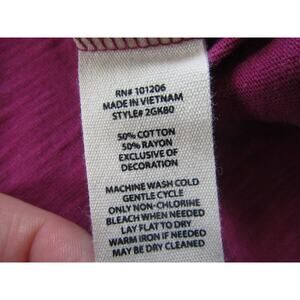 RN# 101206
MADE IN VIETNAM
STYLE# 2GK80
50% COTTON
50% RAYON
EXCLUSIVE OF
DECORATION
MACHINE WASH COLD
GENTLE CYCLE
ONLY NON-CHLORINE
BLEACH WHEN NEEDED
LAY FLAT TO DRY
WARM IRON IF NEEDED
MAY BE DRY CLEANED